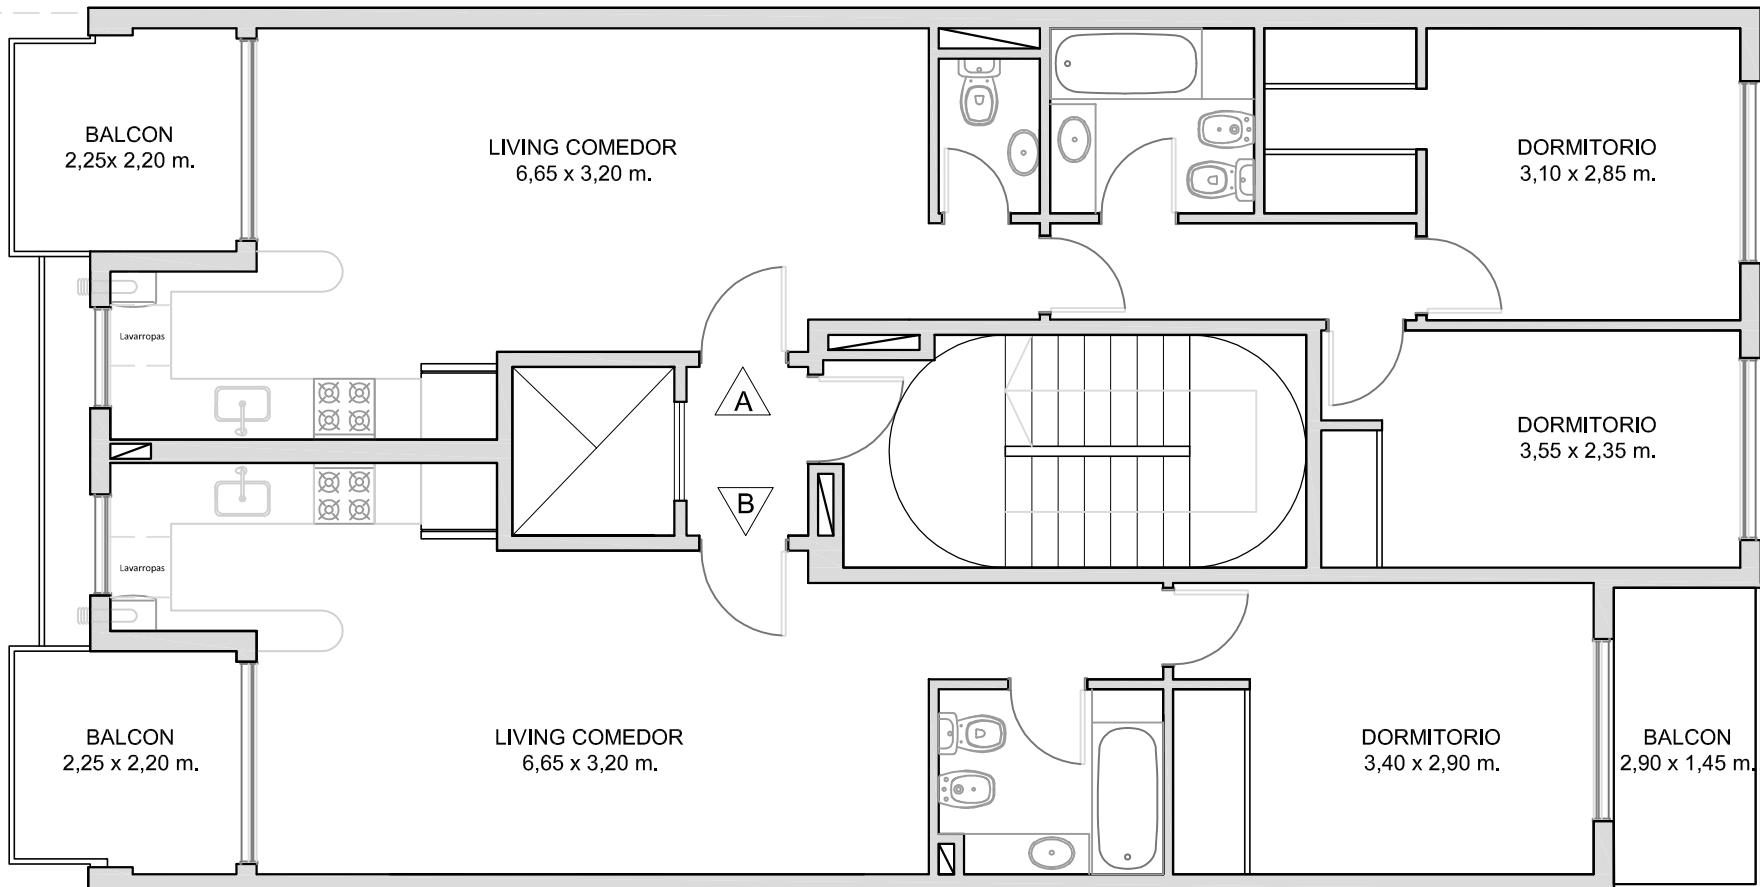 BALCON
2,25x 2,20 m.
LIVING COMEDOR
6,65 x 3,20 m.
DORMITORIO
3,10 x 2,85 m.
Lavarropas
A
DORMITORIO
3,55 x 2,35 m.
B
Lavarropas
BALCON
2,25 x 2,20 m.
LIVING COMEDOR
6,65 x 3,20 m.
DORMITORIO
3,40 x 2,90 m.
BALCON
2,90 x 1,45 m.